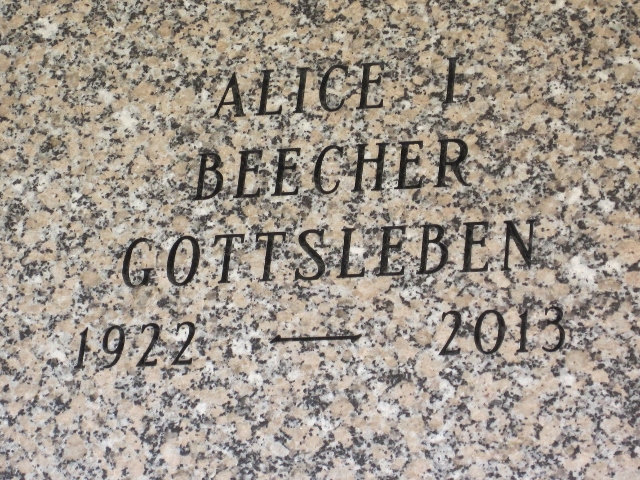 ALICE I.
BEECHER
GOTTSLEBEN
1922 — 2013